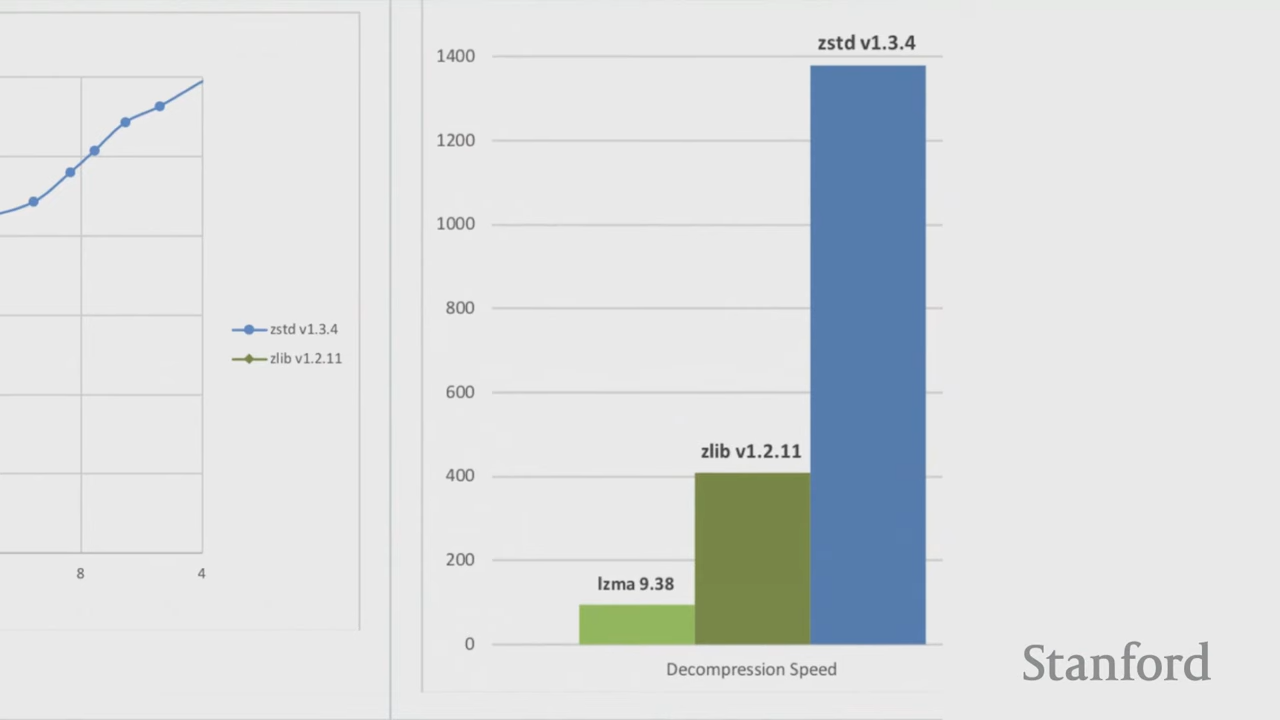 8
4
zstd v1.3.4
zlib v1.2.11
1400
1200
1000
800
600
400
200
0
zstd v1.3.4
zlib v1.2.11
lzma 9.38
Decompression Speed
Stanford